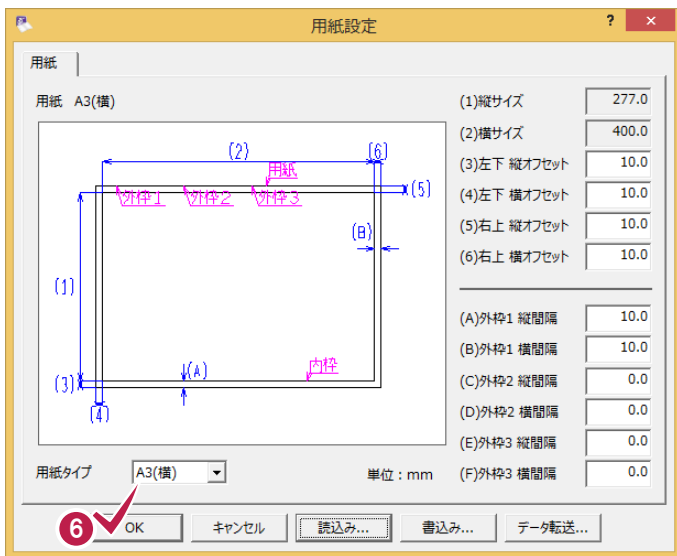 用紙設定
?
×
用紙
用紙 A3(横)
(2)
(6)
用紙
外枠1 外枠2 外枠3
(5)
(B)
(1)
(A)
内枠
(3)
(4)
用紙タイプ A3(横)
単位:mm
(1)縦サイズ 277.0
(2)横サイズ 400.0
(3)左下 縦オフセット 10.0
(4)左下 横オフセット 10.0
(5)右上 縦オフセット 10.0
(6)右上 横オフセット 10.0
(A)外枠1 縦間隔 10.0
(B)外枠1 横間隔 10.0
(C)外枠2 縦間隔 0.0
(D)外枠2 横間隔 0.0
(E)外枠3 縦間隔 0.0
(F)外枠3 横間隔 0.0
6
OK キャンセル 読込み... 書込み... データ転送...